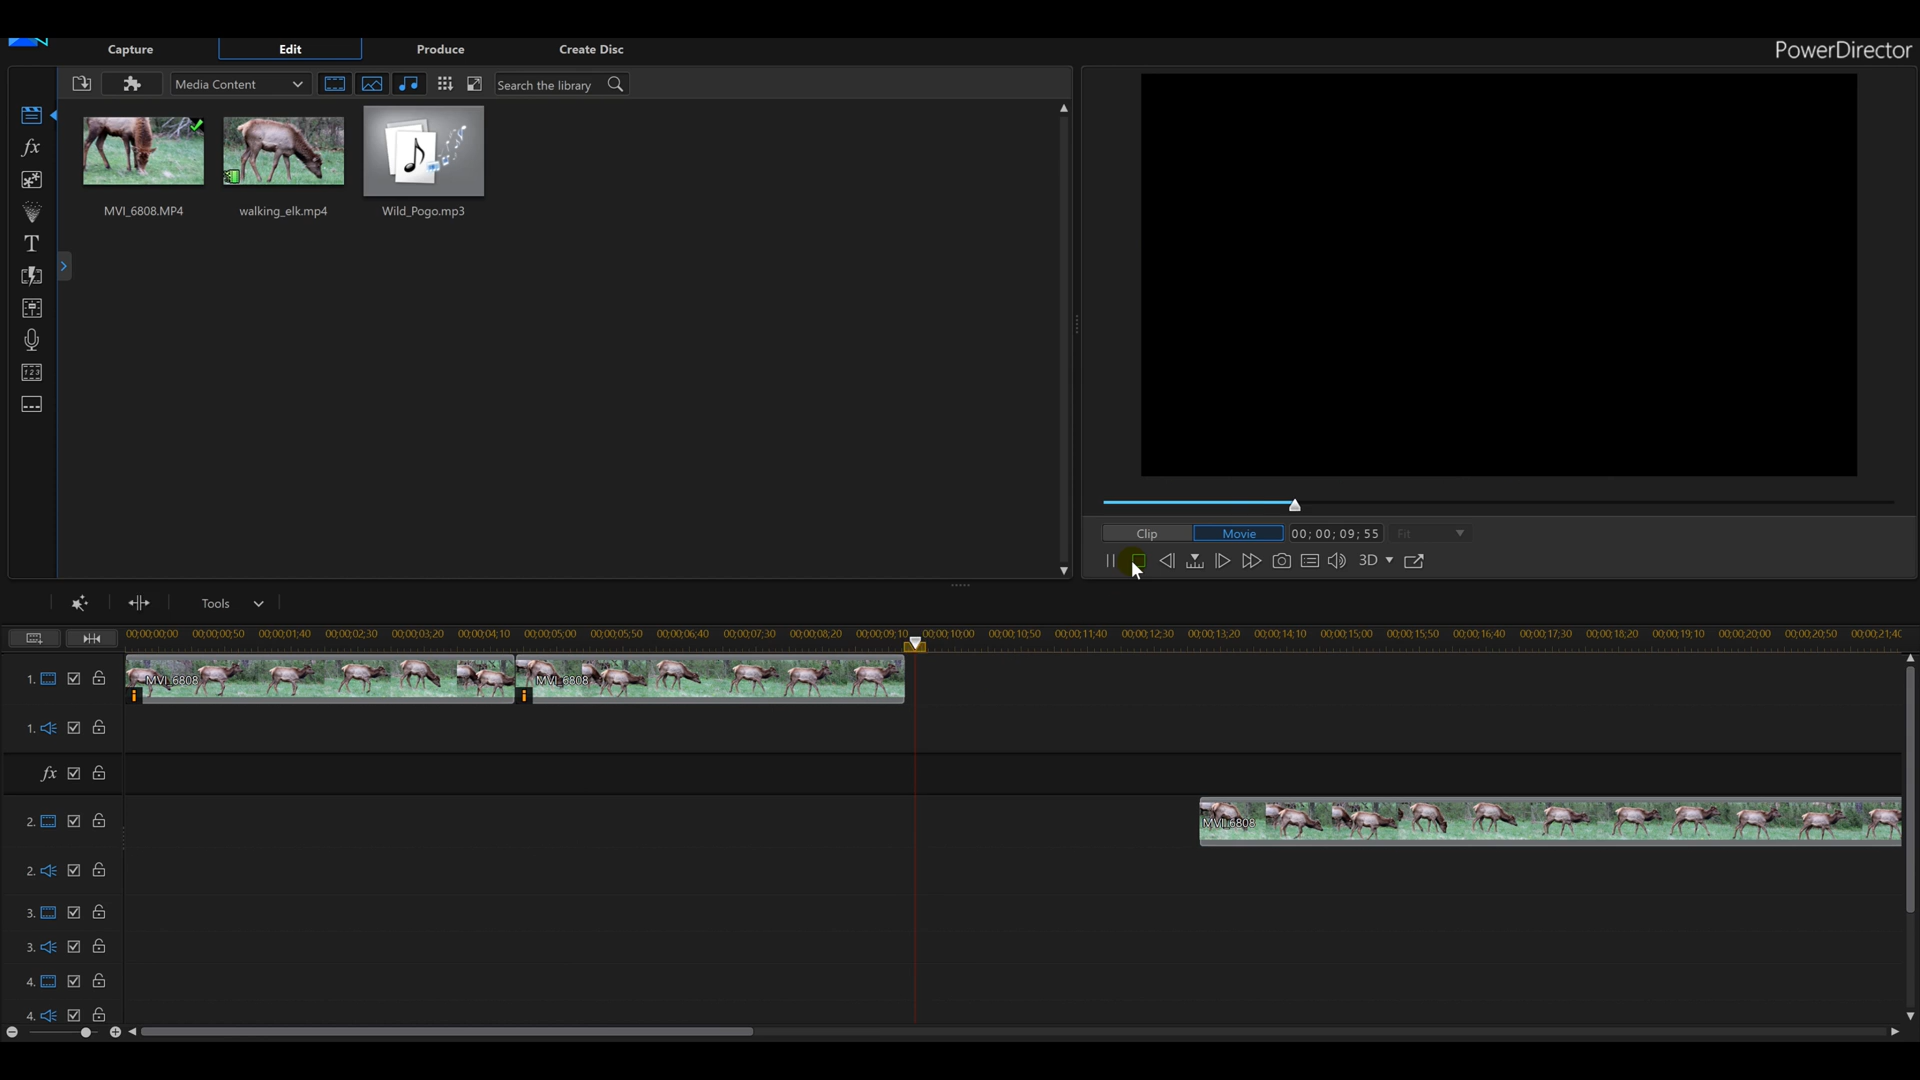 Capture Edit Produce Create Disc PowerDirector
Media Content Search the library
MVI_6808.MP4 walking_elk.mp4 Wild_Pogo.mp3
fx
T
1 2 3
Clip Movie 00; 00; 09; 55 Fit
3D
Tools
00;00;00;00 00;00;00;50 00;00;01;40 00;00;02;30 00;00;03;20 00;00;04;10 00;00;05;00 00;00;05;50 00;00;06;40 00;00;07;30 00;00;08;20 00;00;09;10 00;00;10;00 00;00;10;50 00;00;11;40 00;00;12;30 00;00;13;20 00;00;14;10 00;00;15;00 00;00;15;50 00;00;16;40 00;00;17;30 00;00;18;20 00;00;19;10 00;00;20;00 00;00;20;50 00;00;21;40
1. MVI_6808 MVI_6808
i i
1.
fx
2. MVI_6808
2.
3.
3.
4.
4.